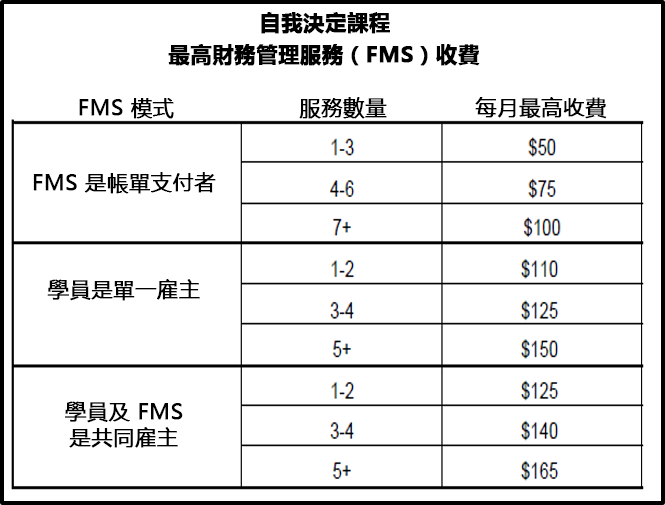 自我決定課程
最高財務管理服務（FMS）收費
FMS 模式 服務數量 每月最高收費
FMS 是帳單支付者
1-3 $50
4-6 $75
7+ $100
學員是單一雇主
1-2 $110
3-4 $125
5+ $150
學員及 FMS
是共同雇主
1-2 $125
3-4 $140
5+ $165